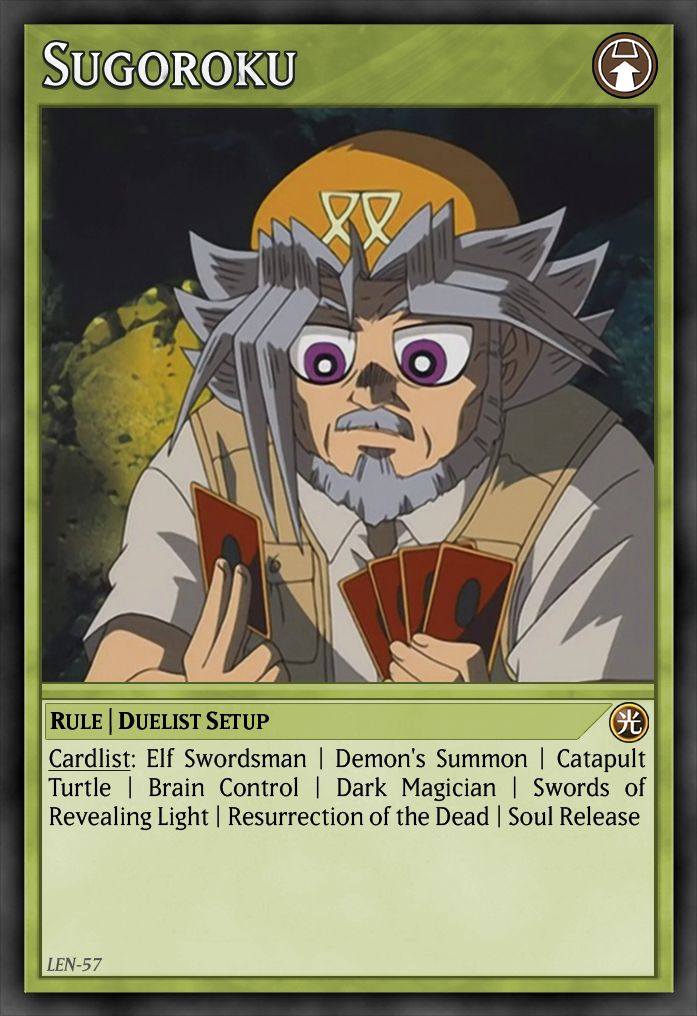 Sugoroku
Rule | Duelist Setup
光
Cardlist: Elf Swordsman | Demon's Summon | Catapult
Turtle | Brain Control | Dark Magician | Swords of
Revealing Light | Resurrection of the Dead | Soul Release
LEN-57